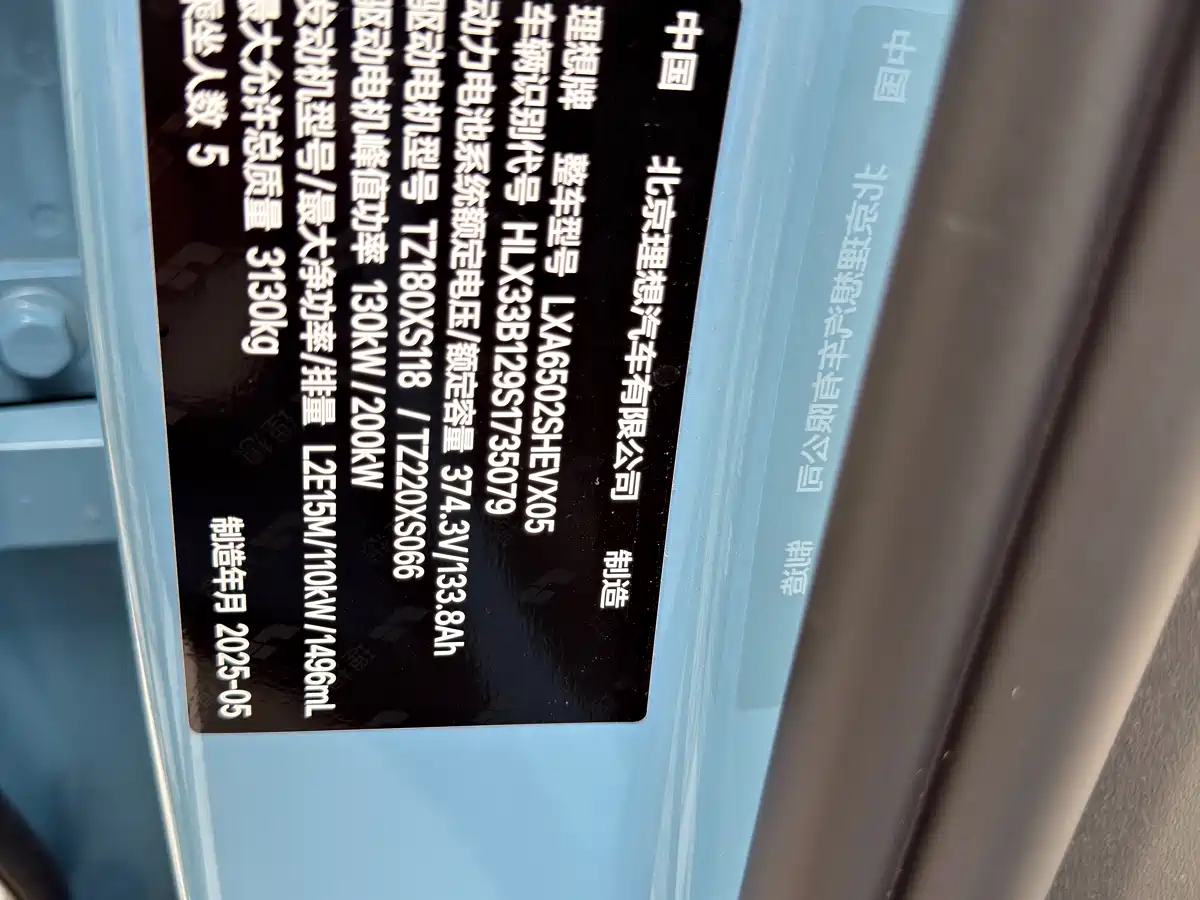 中国 北京理想汽车有限公司 制造
理想牌 整车型号 LXA6502SHEVX05
车辆识别代号 HLX33B129S1735079
动力电池系统额定电压/额定容量 374.3V/133.8Ah
驱动电机型号 TZ180XS118 /TZ220XS066
驱动电机峰值功率 130kW/200kW
发动机型号/最大净功率/排量 L2E15M/110kW/1496mL
最大允许总质量 3130kg
乘坐人数 5 制造年月 2025-05